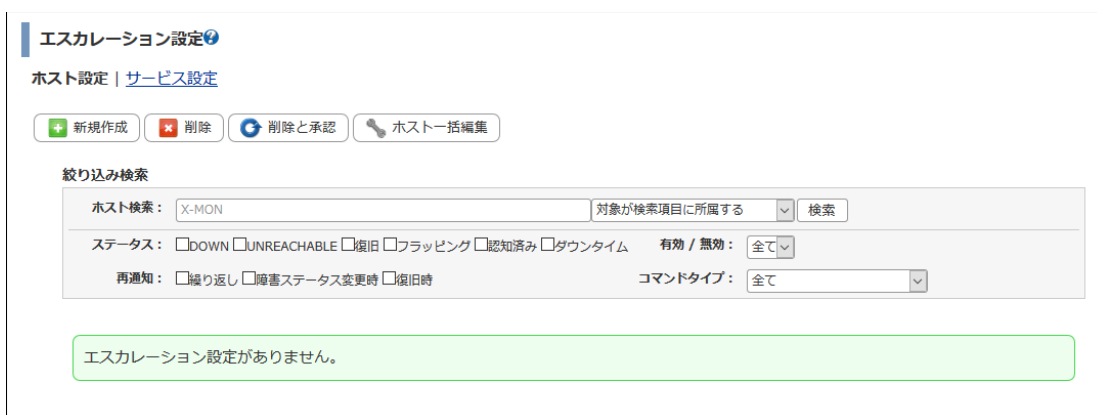 エスカレーション設定?
ホスト設定 | サービス設定
新規作成 削除 削除と承認 ホスト一括編集
絞り込み検索
ホスト検索： X-MON 対象が検索項目に所属する 検索
ステータス： DOWN UNREACHABLE 復旧 フラッピング 認知済み ダウンタイム 有効 / 無効： 全て
再通知： 繰り返し 障害ステータス変更時 復旧時 コマンドタイプ： 全て
エスカレーション設定がありません。